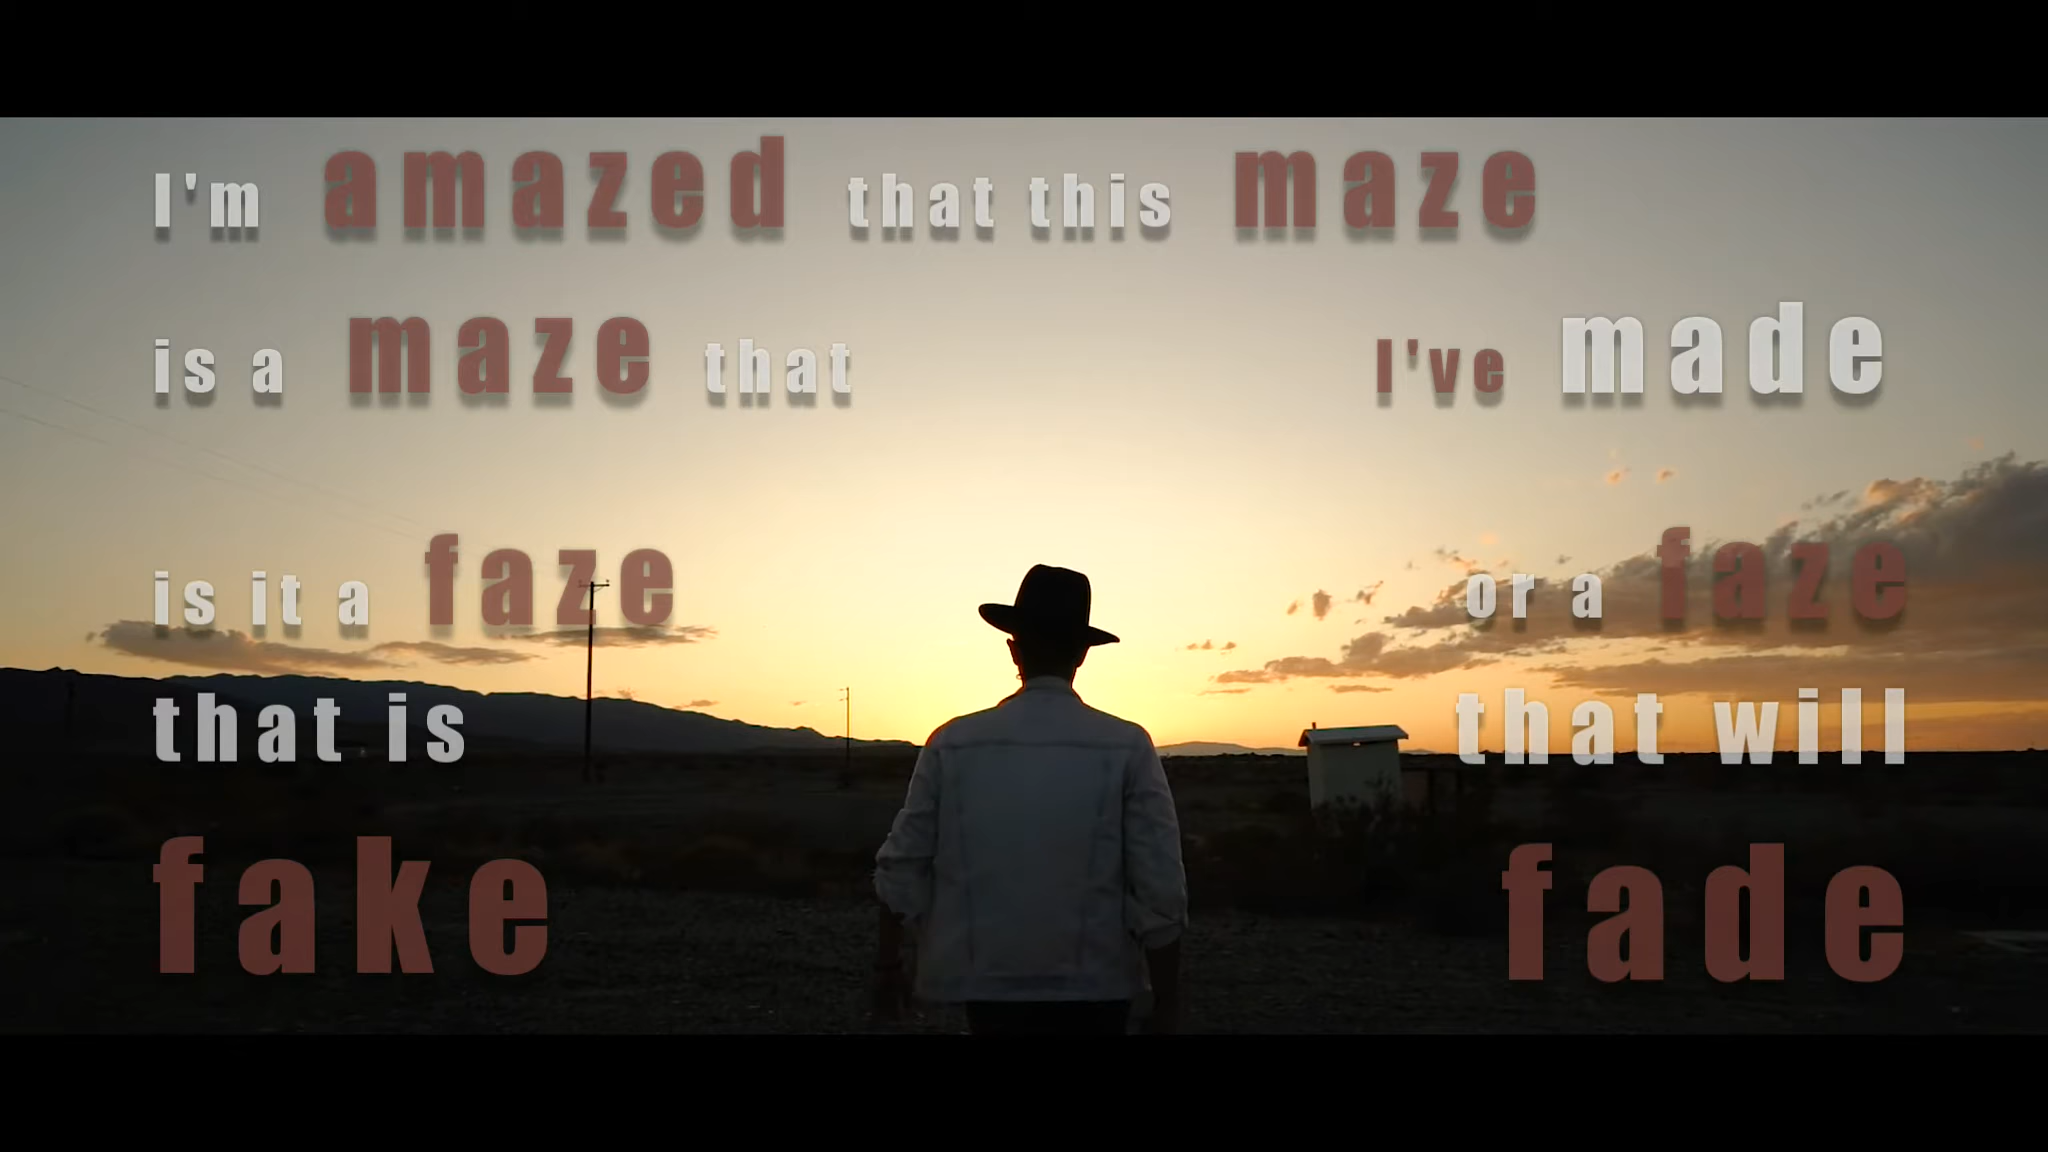 I'm amazed that this maze
is a maze that I've made
is it a faze or a faze
that is that will
fake fade